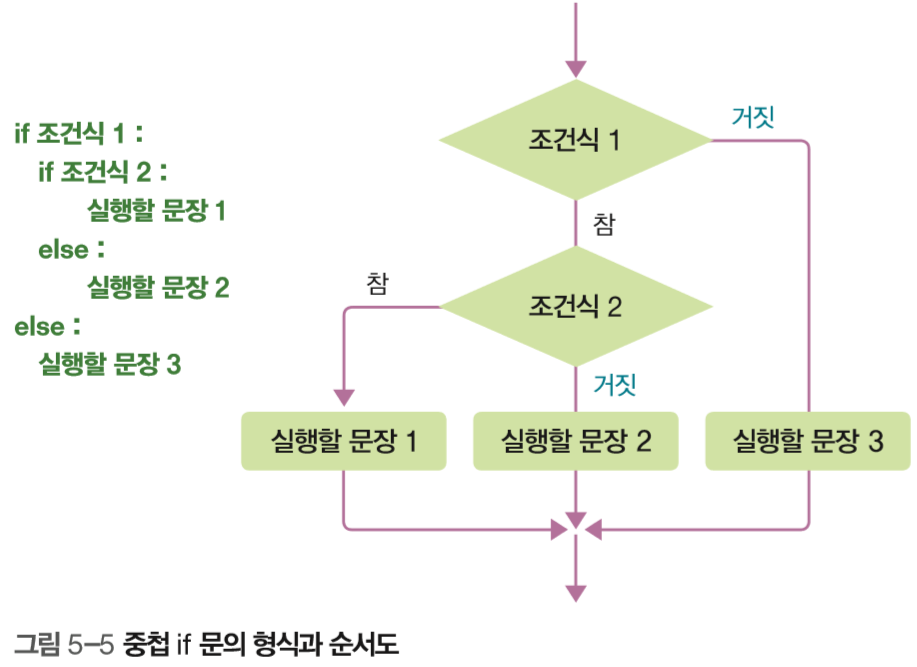 if 조건식 1 :
if 조건식 2 :
실행할 문장 1
else :
실행할 문장 2
else :
실행할 문장 3
조건식 1
거짓
참
조건식 2
참
거짓
실행할 문장 1
실행할 문장 2
실행할 문장 3
그림 5-5 중첩 if 문의 형식과 순서도